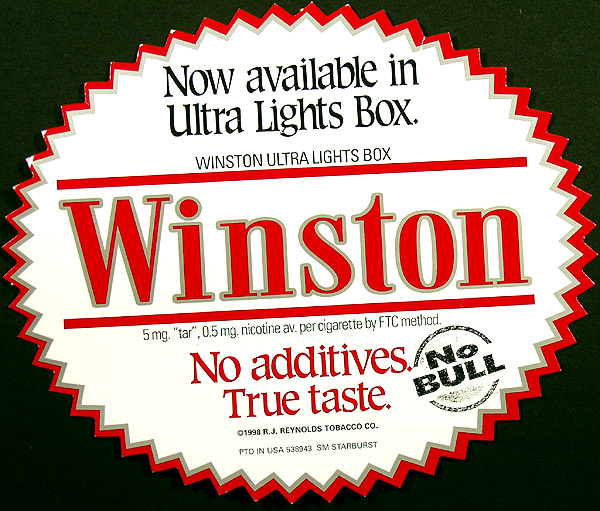 Now available in
Ultra Lights Box.
WINSTON ULTRA LIGHTS BOX
Winston
5 mg. "tar", 0.5 mg. nicotine av. per cigarette by FTC method.
No additives.
True taste.
No
BULL
©1998 R.J. REYNOLDS TOBACCO CO.
PTD IN USA 538943 SM STARBURST